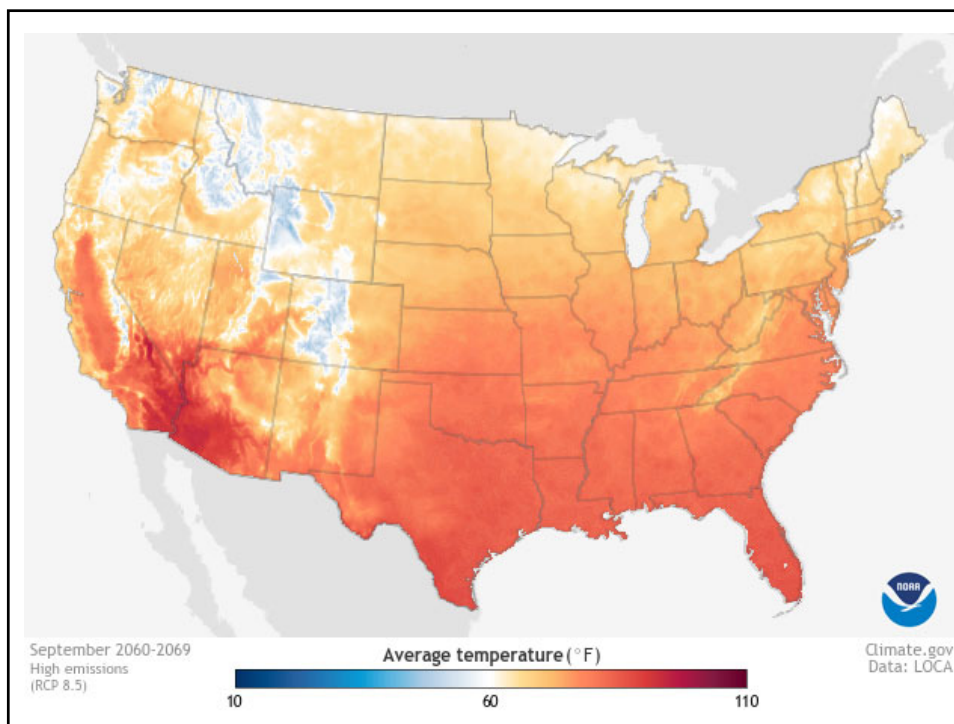 NOAA
September 2060-2069
High emissions
(RCP 8.5)
Average temperature (°F)
10
60
110
Climate.gov
Data: LOCA